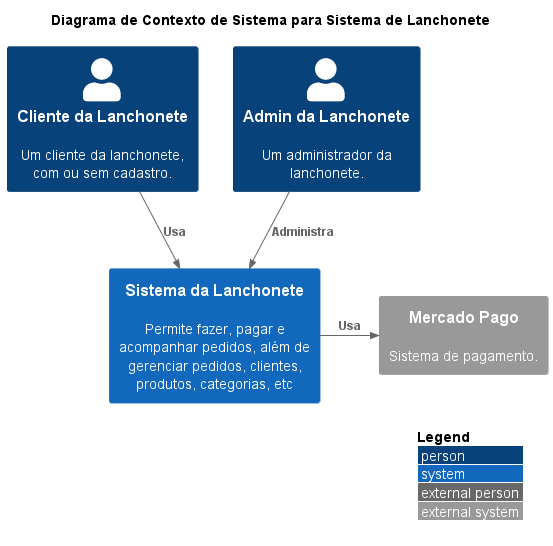 Diagrama de Contexto de Sistema para Sistema de Lanchonete
Cliente da Lanchonete
Um cliente da lanchonete,
com ou sem cadastro.
Admin da Lanchonete
Um administrador da
lanchonete.
Usa
Administra
Sistema da Lanchonete
Permite fazer, pagar e
acompanhar pedidos, além de
gerenciar pedidos, clientes,
produtos, categorias, etc
Usa
Mercado Pago
Sistema de pagamento.
Legend
person
system
external person
external system